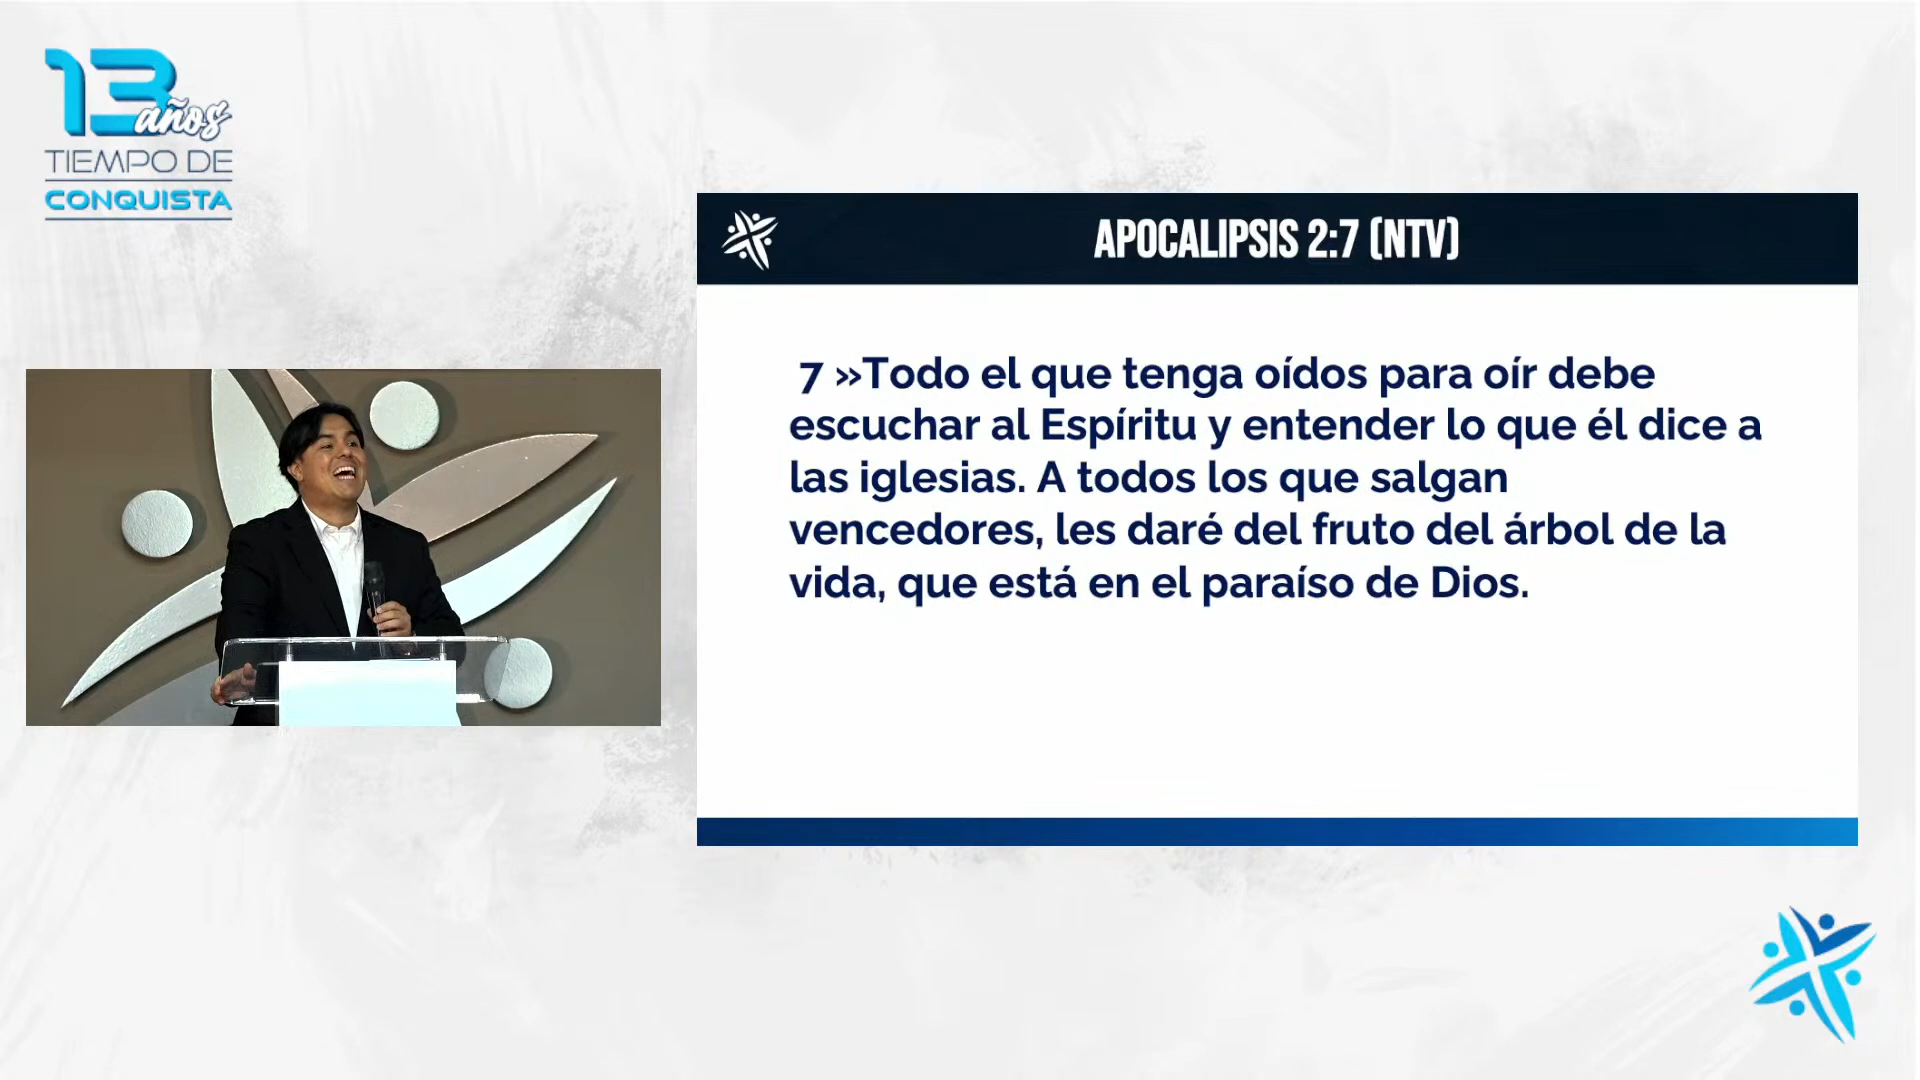 13
años
TIEMPO DE
CONQUISTA
APOCALIPSIS 2:7 (NTV)
7 »Todo el que tenga oídos para oír debe
escuchar al Espíritu y entender lo que él dice a
las iglesias. A todos los que salgan
vencedores, les daré del fruto del árbol de la
vida, que está en el paraíso de Dios.